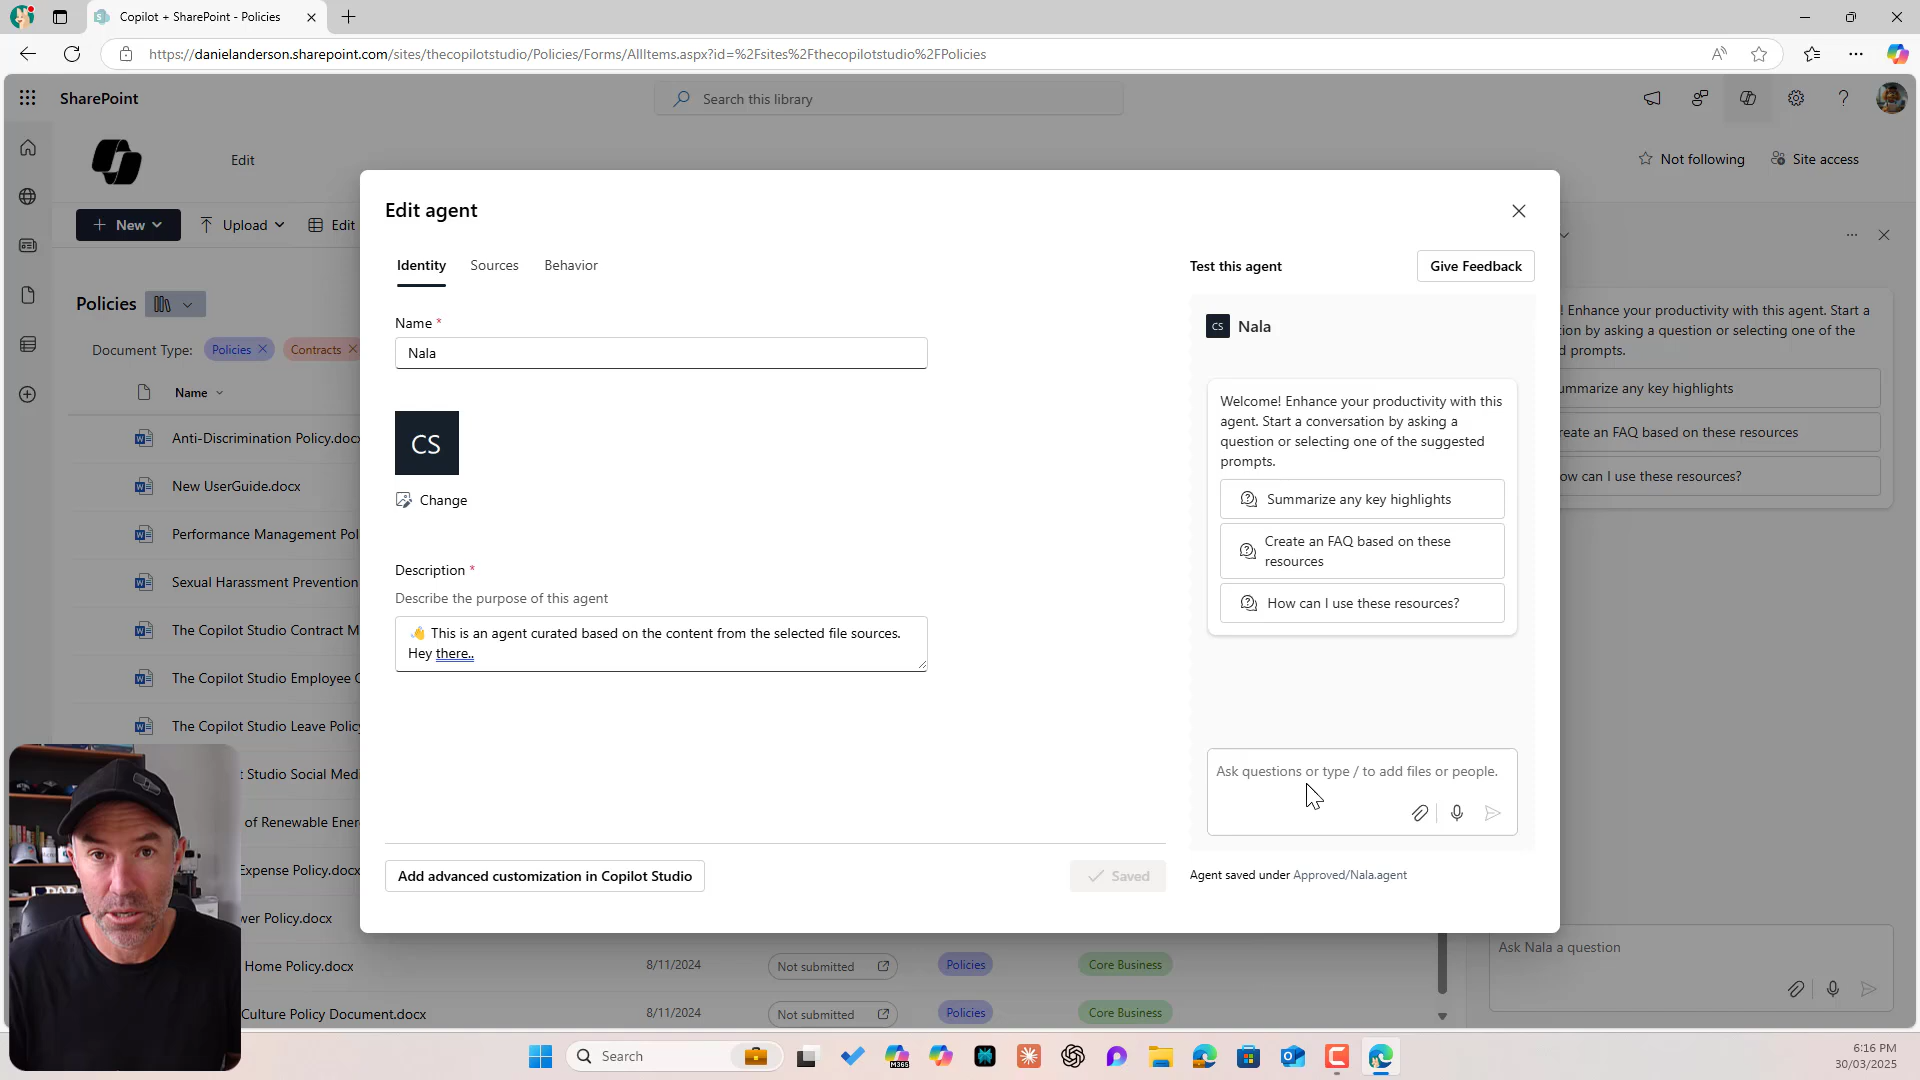 Copilot + SharePoint - Policies
https://danielanderson.sharepoint.com/sites/thecopilotstudio/Policies/Forms/AllItems.aspx?id=%2Fsites%2Fthecopilotstudio%2FPolicies
SharePoint
Search this library
Edit
Not following
Site access
New
Upload
Edit
Policies
Document Type:
Policies
Contracts
Name
Anti-Discrimination Policy.docx
New UserGuide.docx
Performance Management Pol
Sexual Harassment Prevention
The Copilot Studio Contract M
The Copilot Studio Employee
The Copilot Studio Leave Policy
t Studio Social Medi
of Renewable Ener
Expense Policy.docx
wer Policy.docx
Home Policy.docx
8/11/2024
Not submitted
Policies
Core Business
Culture Policy Document.docx
8/11/2024
Not submitted
Policies
Core Business
Edit agent
Identity
Sources
Behavior
Name *
Nala
CS
Change
Description *
Describe the purpose of this agent
👋 This is an agent curated based on the content from the selected file sources.
Hey there..
Add advanced customization in Copilot Studio
Saved
Test this agent
Give Feedback
CS
Nala
Welcome! Enhance your productivity with this
agent. Start a conversation by asking a
question or selecting one of the suggested
prompts.
Summarize any key highlights
Create an FAQ based on these
resources
How can I use these resources?
Ask questions or type / to add files or people.
Agent saved under Approved/Nala.agent
! Enhance your productivity with this agent. Start a
tion by asking a question or selecting one of the
d prompts.
ummarize any key highlights
reate an FAQ based on these resources
ow can I use these resources?
Ask Nala a question
Search
M365
6:16 PM
30/03/2025